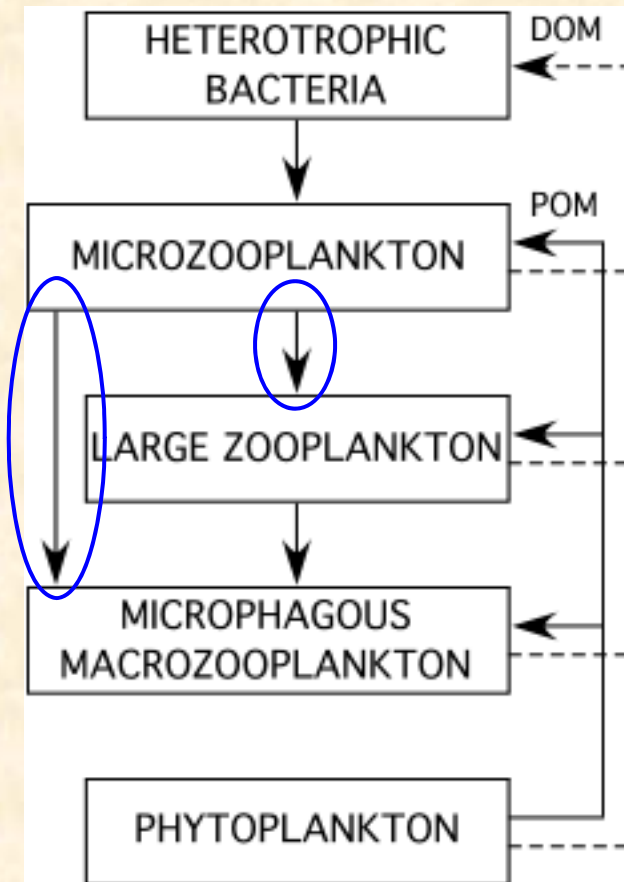 HETEROTROPHIC
BACTERIA
DOM
MICROZOOPLANKTON
POM
LARGE ZOOPLANKTON
MICROPHAGOUS
MACROZOOPLANKTON
PHYTOPLANKTON